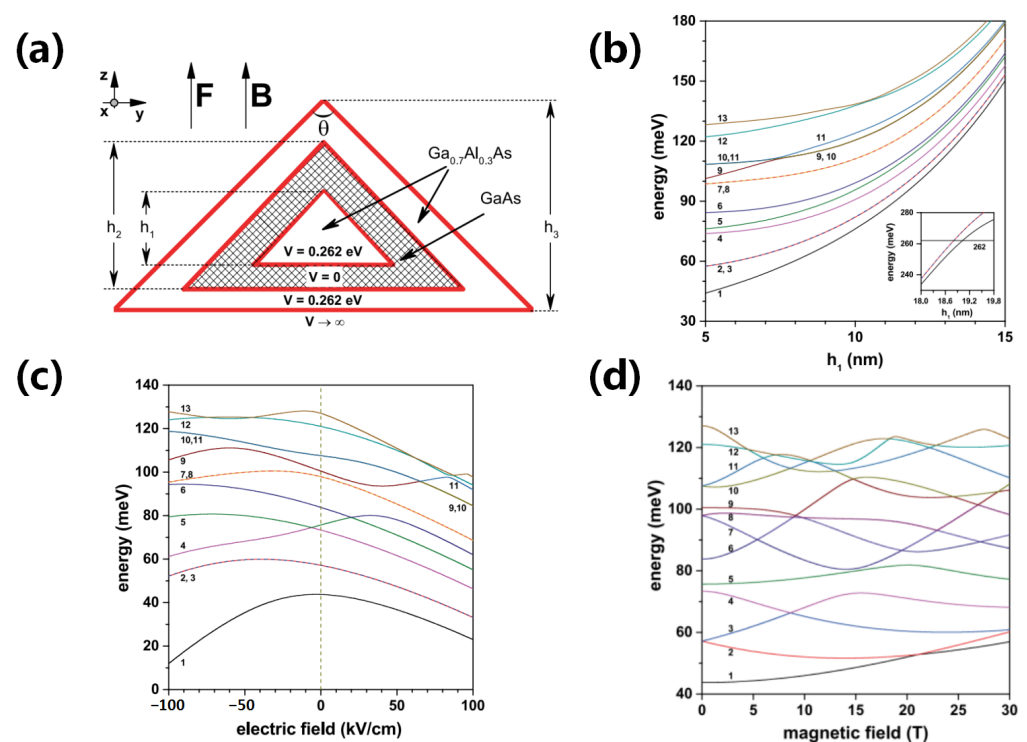 (a)
z
x
y
F
B
θ
Ga0.7Al0.3As
GaAs
h2
h1
h3
V = 0.262 eV
V = 0
V = 0.262 eV
V → ∞
(b)
energy (meV)
180
150
120
90
60
30
13
12
11
10,11
9
9, 10
7,8
6
5
4
2, 3
1
energy (meV)
280
260
240
262
18.0 18.6 19.2 19.8
h1 (nm)
5 10 15
h1 (nm)
(c)
energy (meV)
140
120
100
80
60
40
20
0
13
12
10,11
9
7,8
6
5
4
2, 3
1
11
9, 10
−100 −50 0 50 100
electric field (kV/cm)
(d)
energy (meV)
140
120
100
80
60
40
13
12
11
10
9
8
7
6
5
4
3
2
1
0 5 10 15 20 25 30
magnetic field (T)